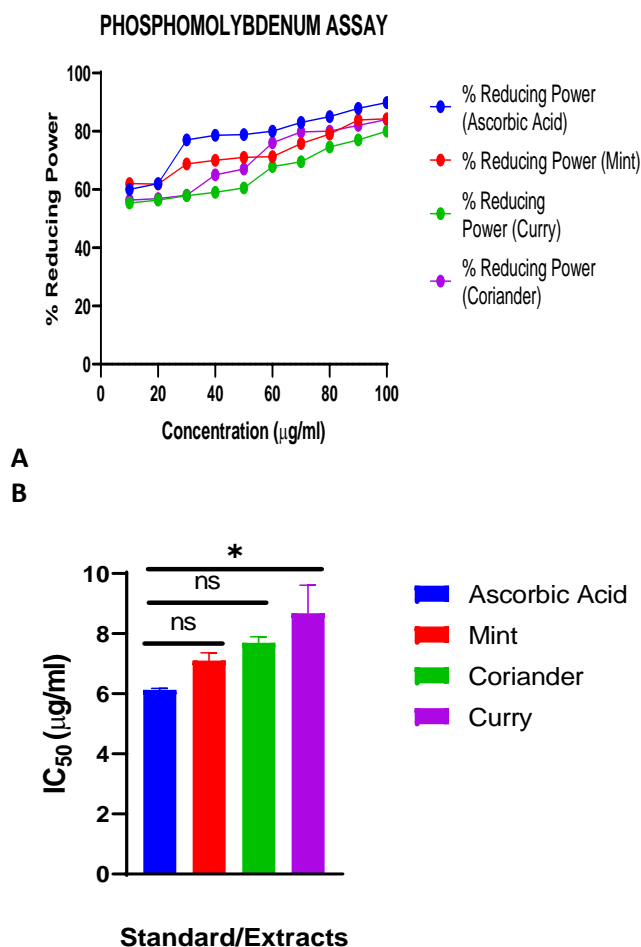 PHOSPHOMOLYBDENUM ASSAY
100
80
60
40
20
0
% Reducing Power
0 20 40 60 80 100
Concentration (μg/ml)
% Reducing Power
(Ascorbic Acid)
% Reducing Power (Mint)
% Reducing
Power (Curry)
% Reducing Power
(Coriander)
A
B
*
ns
ns
10
8
6
4
2
0
IC50 (μg/ml)
Standard/Extracts
Ascorbic Acid
Mint
Coriander
Curry